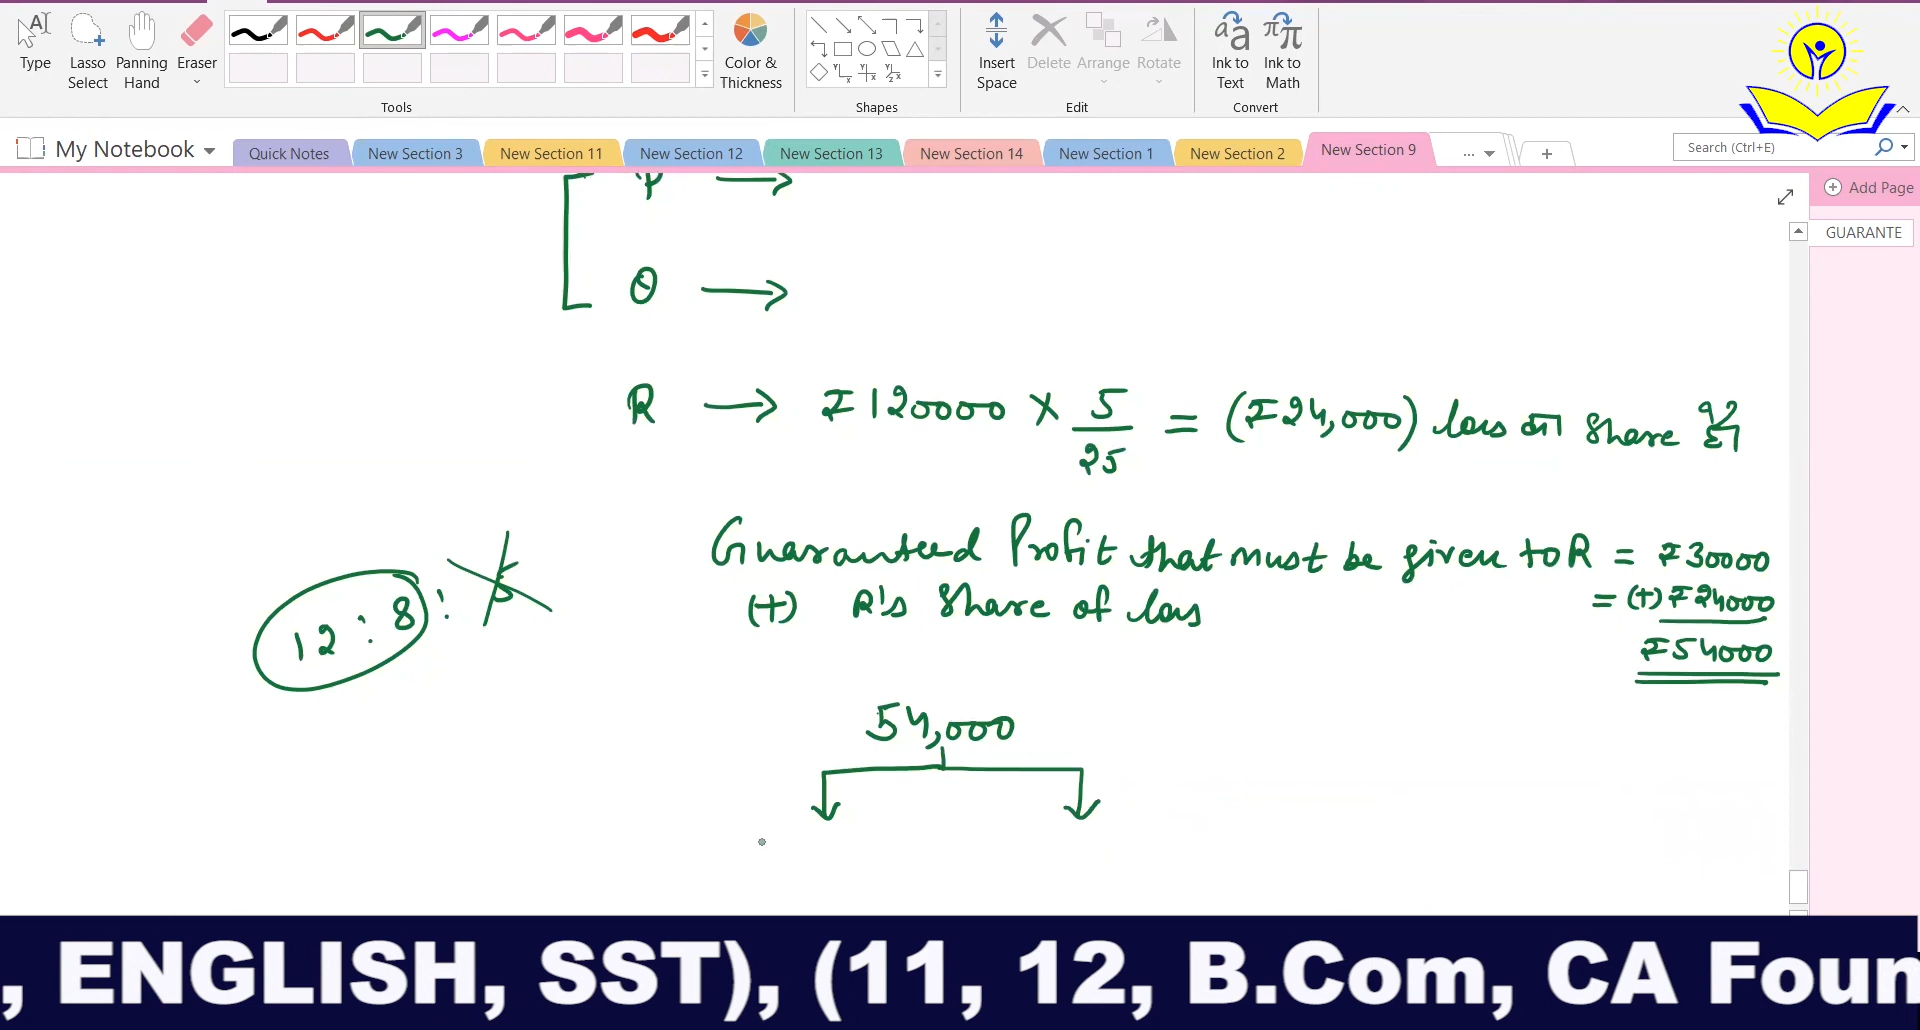 Type
Lasso Select
Panning Hand
Eraser
Color & Thickness
Insert Space
Delete
Arrange
Rotate
Ink to Text
Ink to Math
Tools
Shapes
Edit
Convert
My Notebook
Quick Notes
New Section 3
New Section 11
New Section 12
New Section 13
New Section 14
New Section 1
New Section 2
New Section 9
...
Search (Ctrl+E)
Add Page
GUARANTE
P →
Q →
R → ₹120000 × 5/25 = (₹24,000) loss का share है
Guaranteed Profit that must be given to R = ₹30000
(+) R's share of loss = (+) ₹24000
₹54000
12 : 8 : 5
54,000
, ENGLISH, SST), (11, 12, B.Com, CA Foun